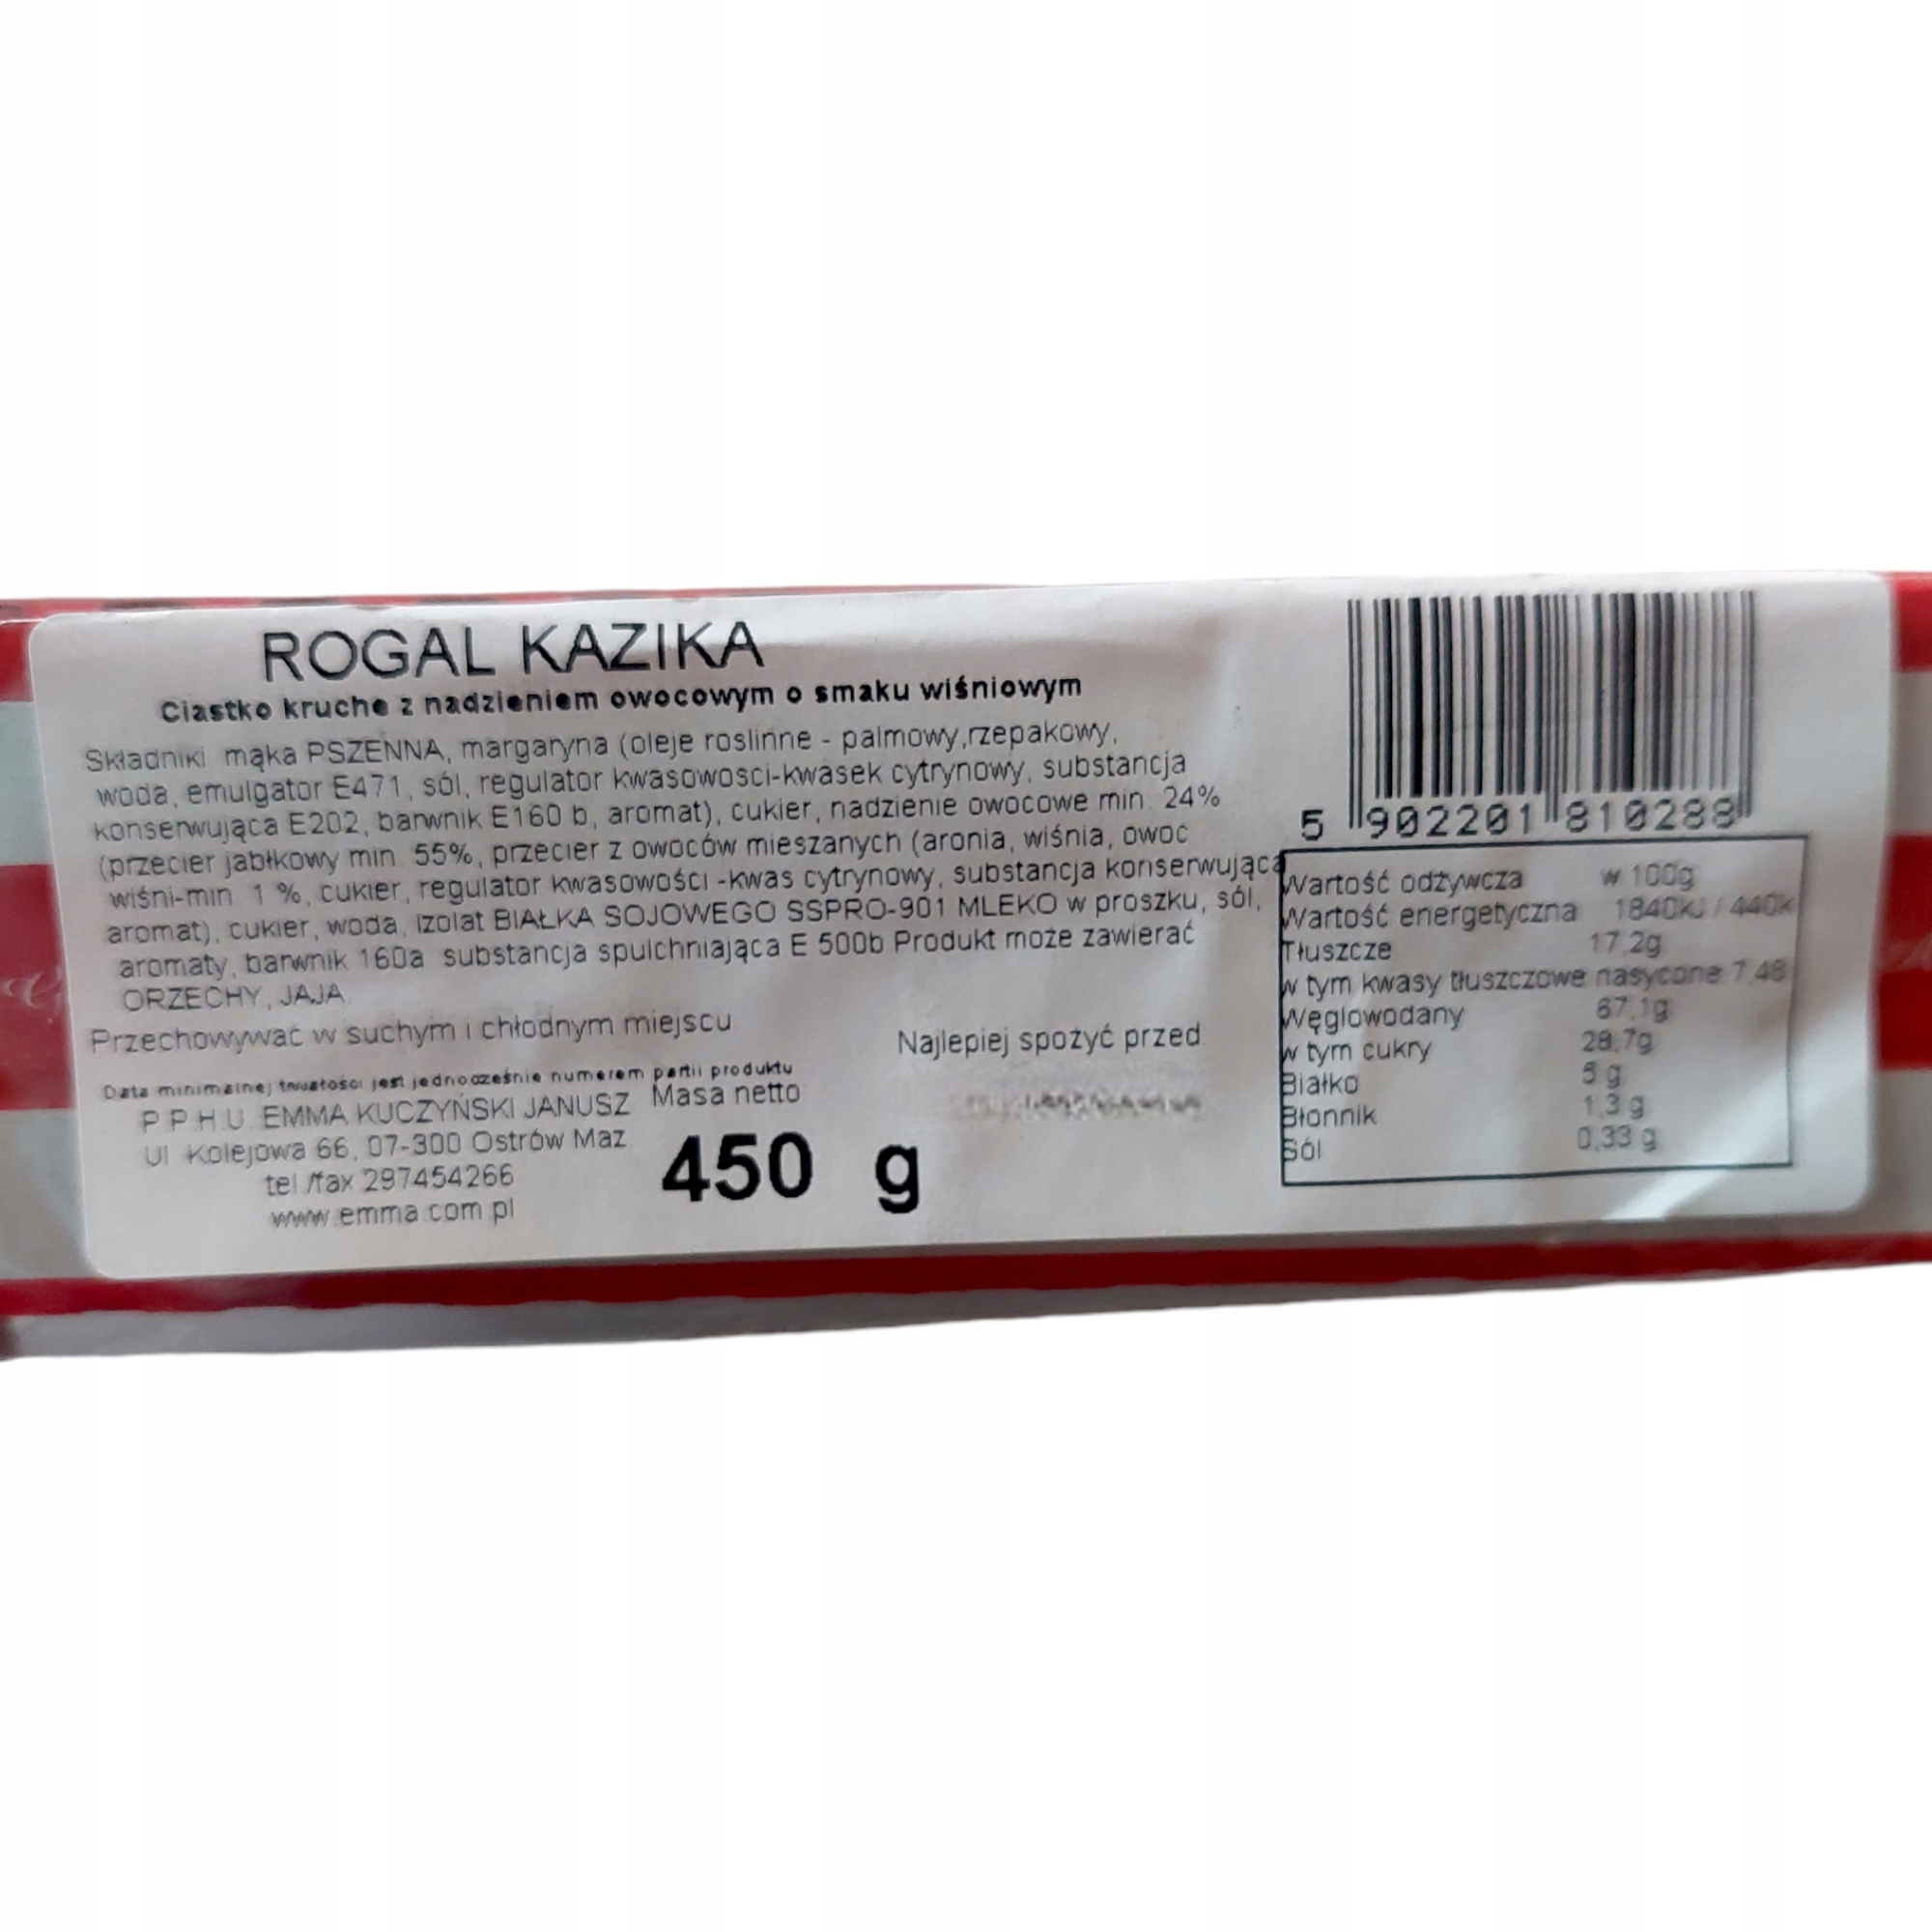 ROGAL KAZIKA
Ciastko kruche z nadzieniem owocowym o smaku wiśniowym
Składniki mąka PSZENNA, margaryna (oleje roslinne - palmowy,rzepakowy,
woda, emulgator E471, sól, regulator kwasowosci-kwasek cytrynowy, substancja
konserwująca E202, barwnik E160 b, aromat), cukier, nadzienie owocowe min. 24%
(przecier jabłkowy min. 55%, przecier z owoców mieszanych (aronia, wiśnia, owoc
wiśni-min 1 %, cukier, regulator kwasowości -kwas cytrynowy, substancja konserwująca
aromat), cukier, woda, izolat BIAŁKA SOJOWEGO SSPRO-901 MLEKO w proszku, sól,
aromaty, barwnik 160a substancja spulchniająca E 500b Produkt może zawierać
ORZECHY, JAJA
Przechowywać w suchym i chłodnym miejscu
Najlepiej spożyć przed
Data minimalnej trwałości jest jednocześnie numerem partii produktu
P.P.H.U. EMMA KUCZYŃSKI JANUSZ
Ul Kolejowa 66, 07-300 Ostrów Maz
tel /fax 297454266
www.emma.com.pl
Masa netto
450 g
5 902201 810288
Wartość odżywcza w 100g
Wartość energetyczna 1840kJ / 440k
Tłuszcze 17,2g
w tym kwasy tłuszczowe nasycone 7,48
Węglowodany 67,1g
w tym cukry 28,7g
Białko 5 g
Błonnik 1,3 g
Sól 0,33 g